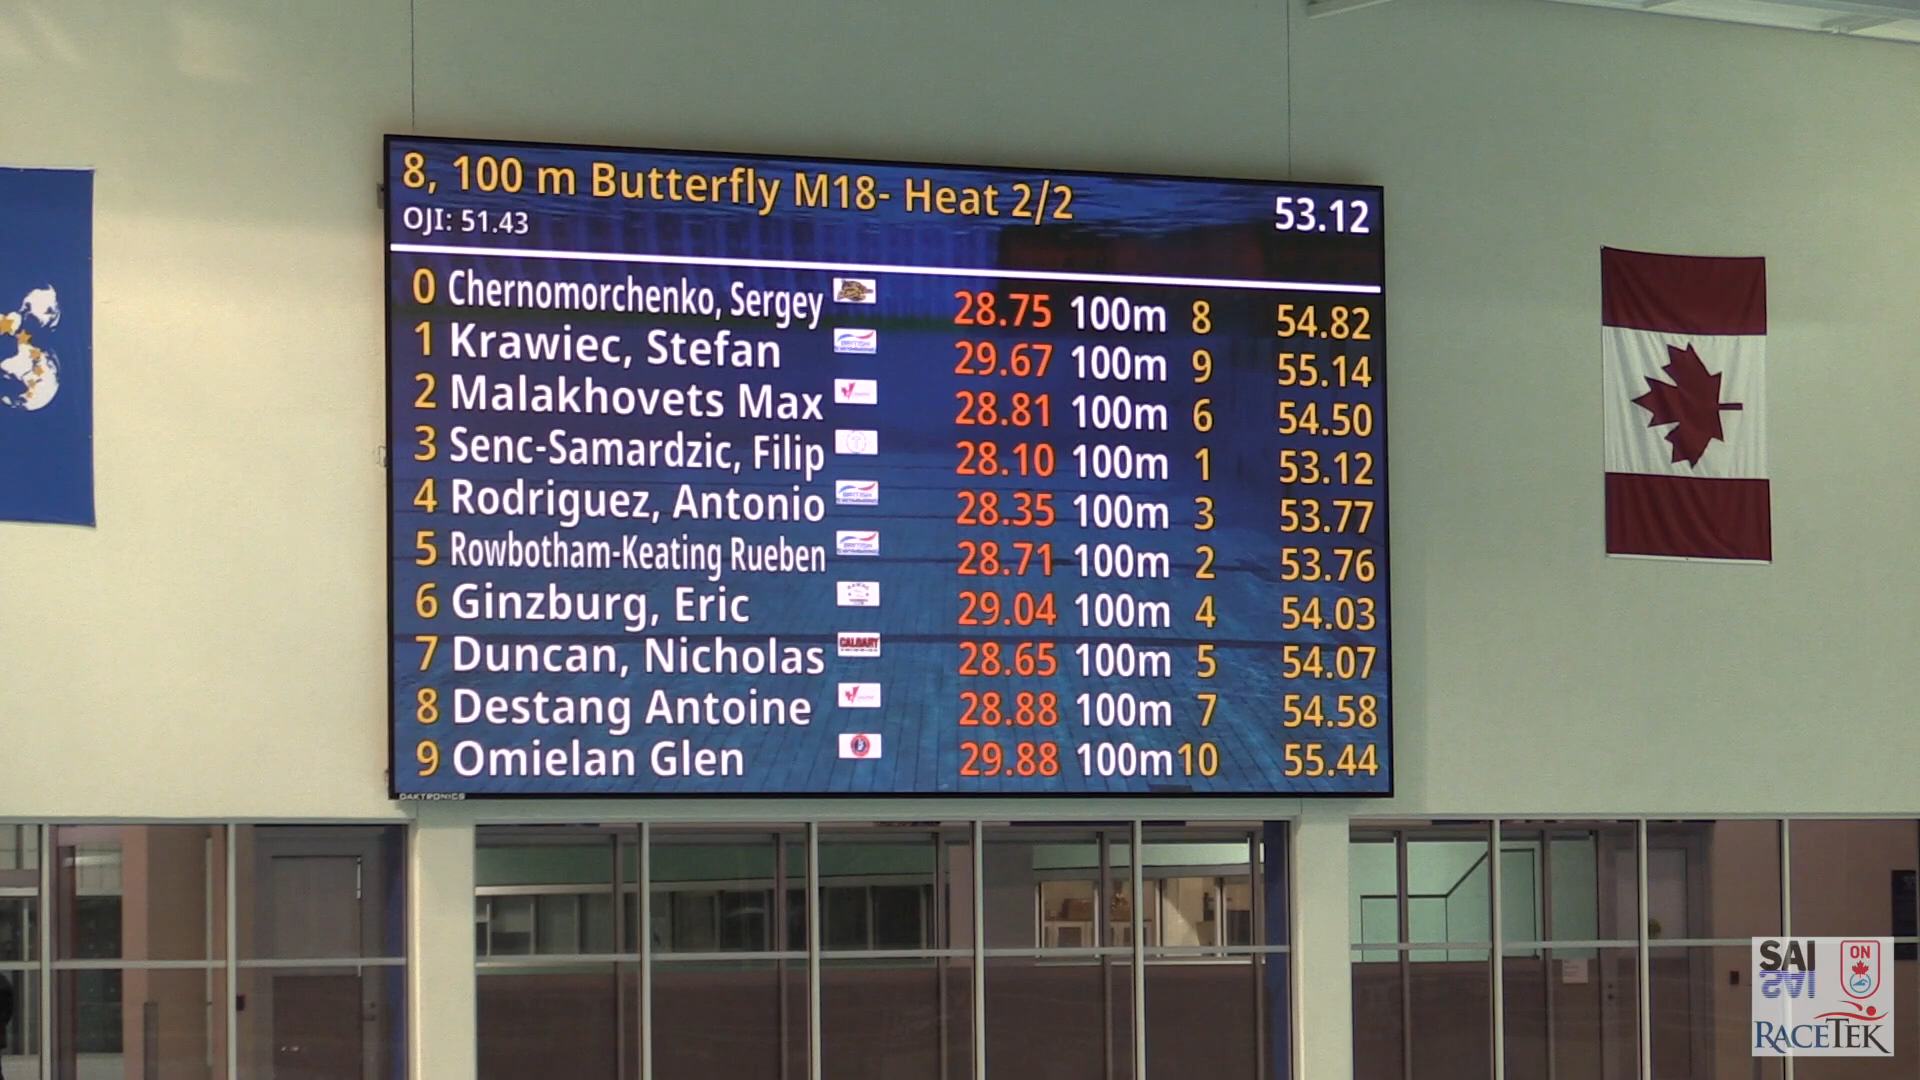 8, 100 m Butterfly M18- Heat 2/2
OJI: 51.43 53.12
0 Chernomorchenko, Sergey 28.75 100m 8 54.82
1 Krawiec, Stefan 29.67 100m 9 55.14
2 Malakhovets Max 28.81 100m 6 54.50
3 Senc-Samardzic, Filip 28.10 100m 1 53.12
4 Rodriguez, Antonio 28.35 100m 3 53.77
5 Rowbotham-Keating Rueben 28.71 100m 2 53.76
6 Ginzburg, Eric 29.04 100m 4 54.03
7 Duncan, Nicholas CALGARY 28.65 100m 5 54.07
8 Destang Antoine 28.88 100m 7 54.58
9 Omielan Glen 29.88 100m 10 55.44
DAKTRONICS
SAI ON
RACETEK